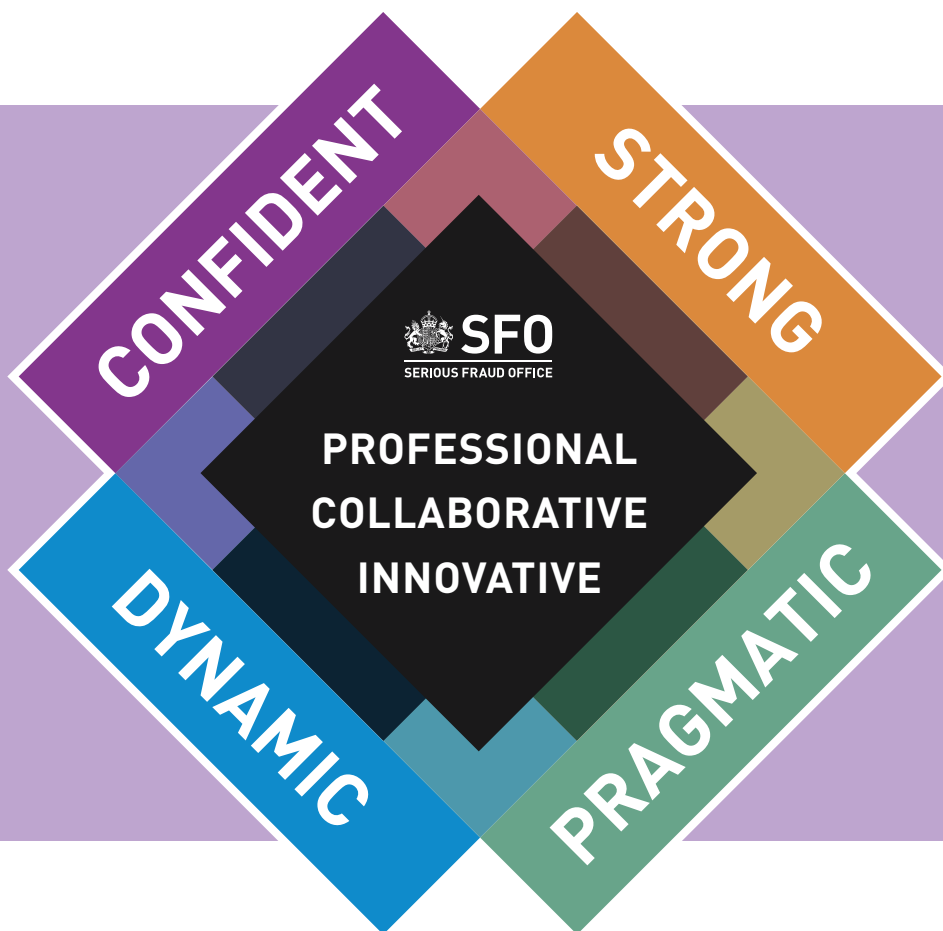 CONFIDENT
STRONG
SFO
SERIOUS FRAUD OFFICE
PROFESSIONAL
COLLABORATIVE
INNOVATIVE
DYNAMIC
PRAGMATIC